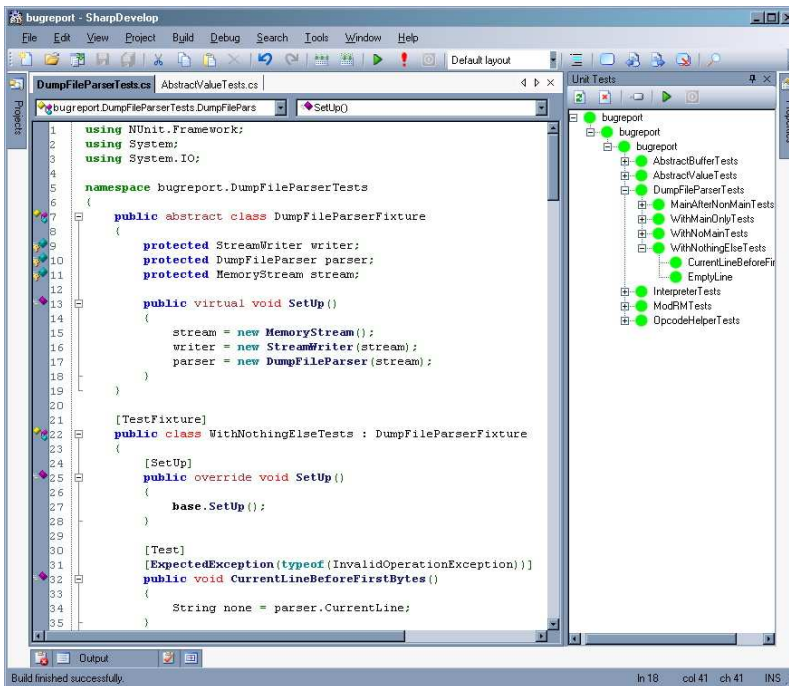 bugreport - SharpDevelop
File Edit View Project Build Debug Search Tools Window Help
Default layout
DumpFileParserTests.cs AbstractValueTests.cs
bugreport.DumpFileParserTests.DumpFilePars SetUp()
1 using NUnit.Framework;
2 using System;
3 using System.IO;
4
5 namespace bugreport.DumpFileParserTests
6 {
7 public abstract class DumpFileParserFixture
8 {
9 protected StreamWriter writer;
10 protected DumpFileParser parser;
11 protected MemoryStream stream;
12
13 public virtual void SetUp()
14 {
15 stream = new MemoryStream();
16 writer = new StreamWriter(stream);
17 parser = new DumpFileParser(stream);
18 }
19 }
20
21 [TestFixture]
22 public class WithNothingElseTests : DumpFileParserFixture
23 {
24 [SetUp]
25 public override void SetUp()
26 {
27 base.SetUp();
28 }
29
30 [Test]
31 [ExpectedException(typeof(InvalidOperationException))]
32 public void CurrentLineBeforeFirstBytes()
33 {
34 String none = parser.CurrentLine;
35 }
Projects
Unit Tests
bugreport
bugreport
bugreport
AbstractBufferTests
AbstractValueTests
DumpFileParserTests
MainAfterNonMainTests
WithMainOnlyTests
WithNoMainTests
WithNothingElseTests
CurrentLineBeforeFir
EmptyLine
InterpreterTests
ModRMTests
OpcodeHelperTests
Properties
Output
Build finished successfully. ln 18 col 41 ch 41 INS